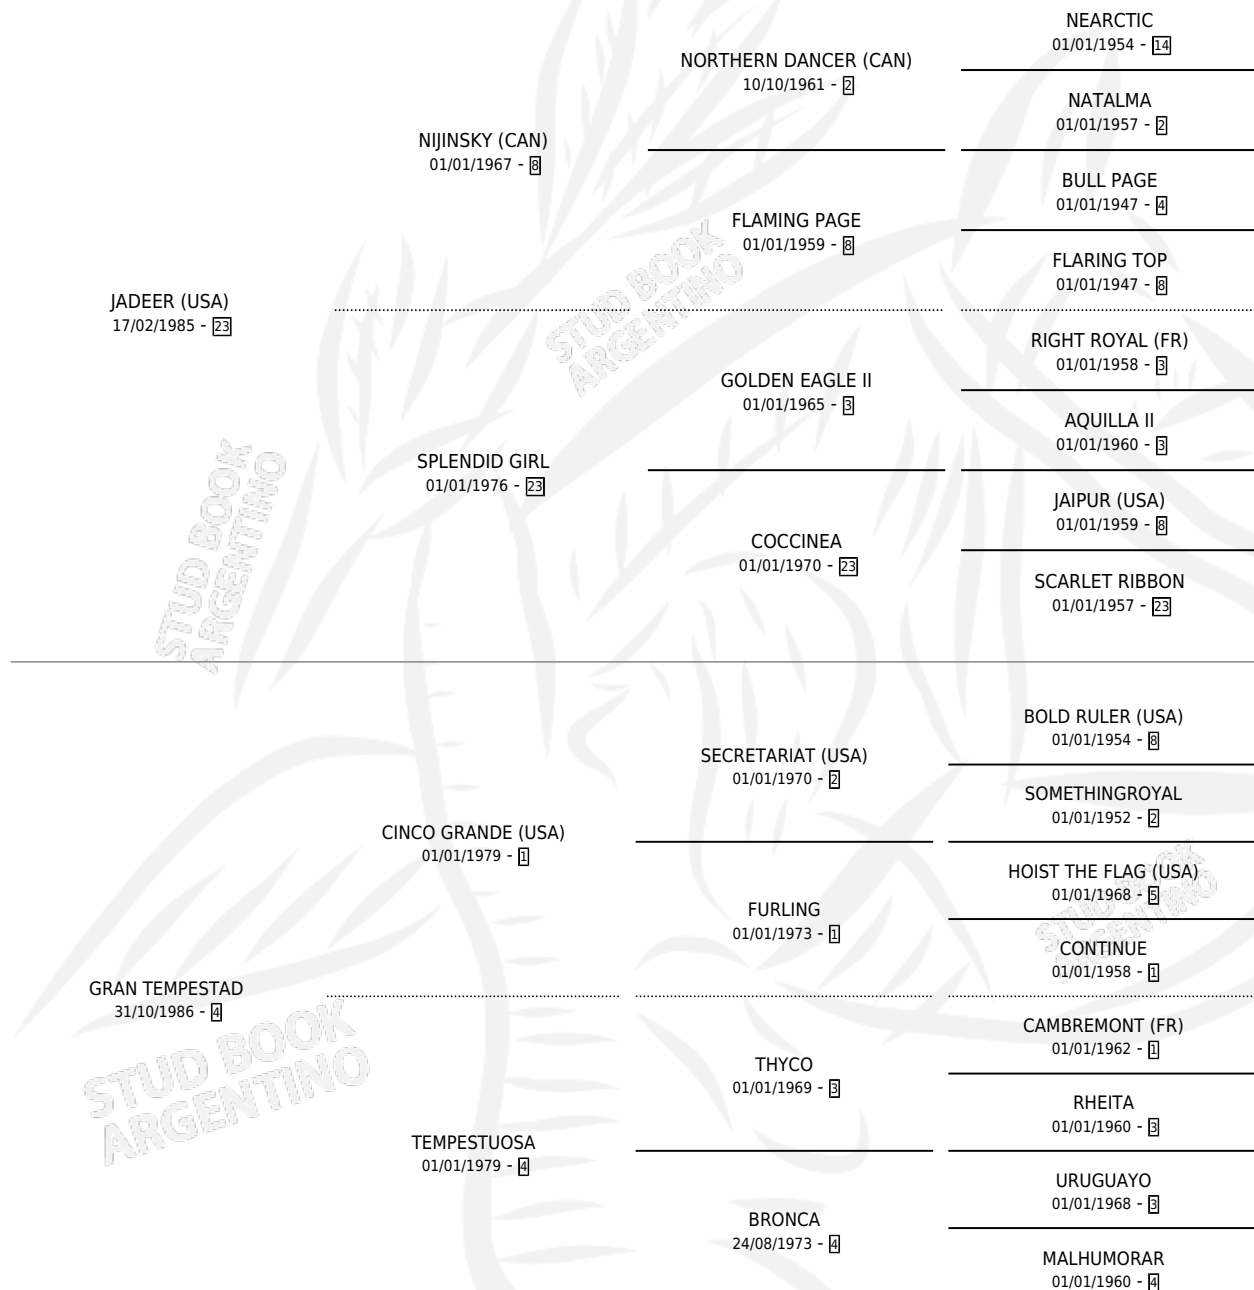 NEARCTIC
01/01/1954 - 14
NORTHERN DANCER (CAN)
10/10/1961 - 2
NATALMA
01/01/1957 - 2
NIJINSKY (CAN)
01/01/1967 - 8
BULL PAGE
01/01/1947 - 4
FLAMING PAGE
01/01/1959 - 8
FLARING TOP
01/01/1947 - 8
JADEER (USA)
17/02/1985 - 23
RIGHT ROYAL (FR)
01/01/1958 - 3
GOLDEN EAGLE II
01/01/1965 - 3
AQUILLA II
01/01/1960 - 3
SPLENDID GIRL
01/01/1976 - 23
JAIPUR (USA)
01/01/1959 - 8
COCCINEA
01/01/1970 - 23
SCARLET RIBBON
01/01/1957 - 23
BOLD RULER (USA)
01/01/1954 - 8
SECRETARIAT (USA)
01/01/1970 - 2
SOMETHINGROYAL
01/01/1952 - 2
CINCO GRANDE (USA)
01/01/1979 - 1
HOIST THE FLAG (USA)
01/01/1968 - 5
FURLING
01/01/1973 - 1
CONTINUE
01/01/1958 - 1
GRAN TEMPESTAD
31/10/1986 - 4
CAMBREMONT (FR)
01/01/1962 - 1
THYCO
01/01/1969 - 3
RHEITA
01/01/1960 - 3
TEMPESTUOSA
01/01/1979 - 4
URUGUAYO
01/01/1968 - 3
BRONCA
24/08/1973 - 4
MALHUMORAR
01/01/1960 - 4
STUD BOOK
ARGENTINO
STUD BOOK
ARGENTINO
STUD BOOK
ARGENTINO
STUD BOOK
ARGENTINO